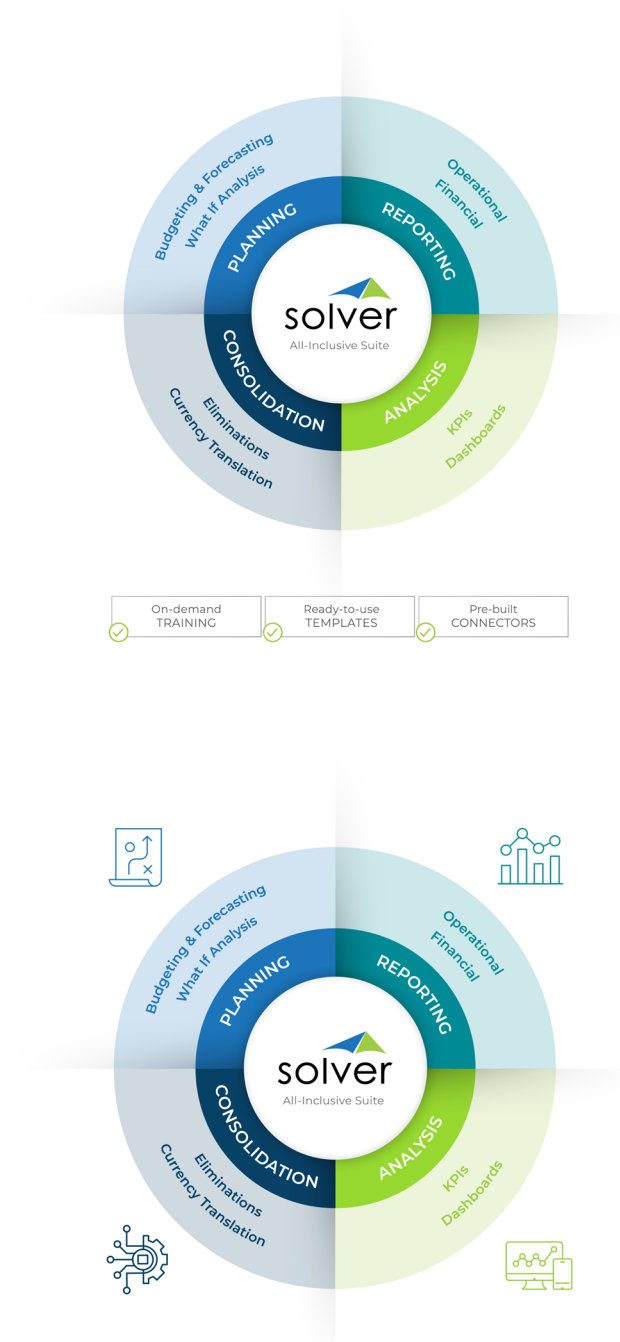 Budgeting & Forecasting
What If Analysis
PLANNING
Operational
Financial
REPORTING
solver
All-Inclusive Suite
CONSOLIDATION
Eliminations
Currency Translation
ANALYSIS
KPIs
Dashboards
On-demand
TRAINING
Ready-to-use
TEMPLATES
Pre-built
CONNECTORS
Budgeting & Forecasting
What If Analysis
PLANNING
Operational
Financial
REPORTING
solver
All-Inclusive Suite
CONSOLIDATION
Eliminations
Currency Translation
ANALYSIS
KPIs
Dashboards